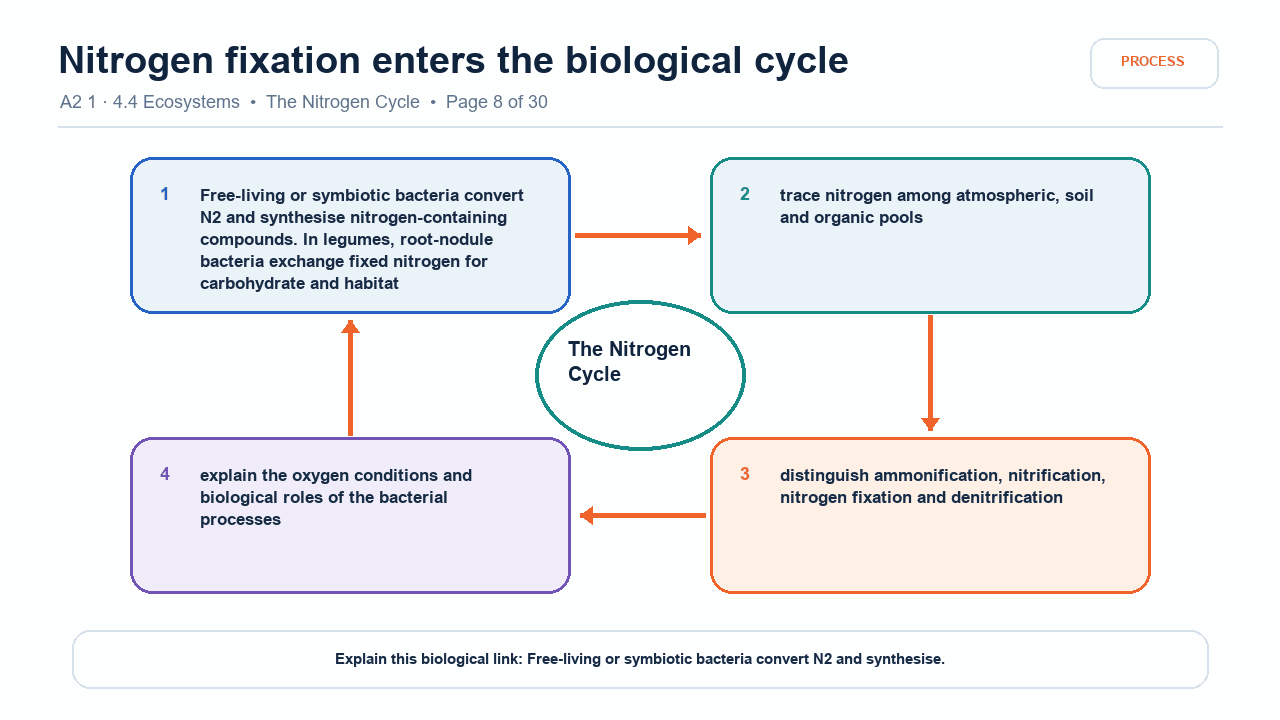 Nitrogen fixation enters the biological cycle
PROCESS
A2 1 · 4.4 Ecosystems • The Nitrogen Cycle • Page 8 of 30
1
Free-living or symbiotic bacteria convert
N2 and synthesise nitrogen-containing
compounds. In legumes, root-nodule
bacteria exchange fixed nitrogen for
carbohydrate and habitat
2
trace nitrogen among atmospheric, soil
and organic pools
The Nitrogen
Cycle
4
explain the oxygen conditions and
biological roles of the bacterial
processes
3
distinguish ammonification, nitrification,
nitrogen fixation and denitrification
Explain this biological link: Free-living or symbiotic bacteria convert N2 and synthesise.